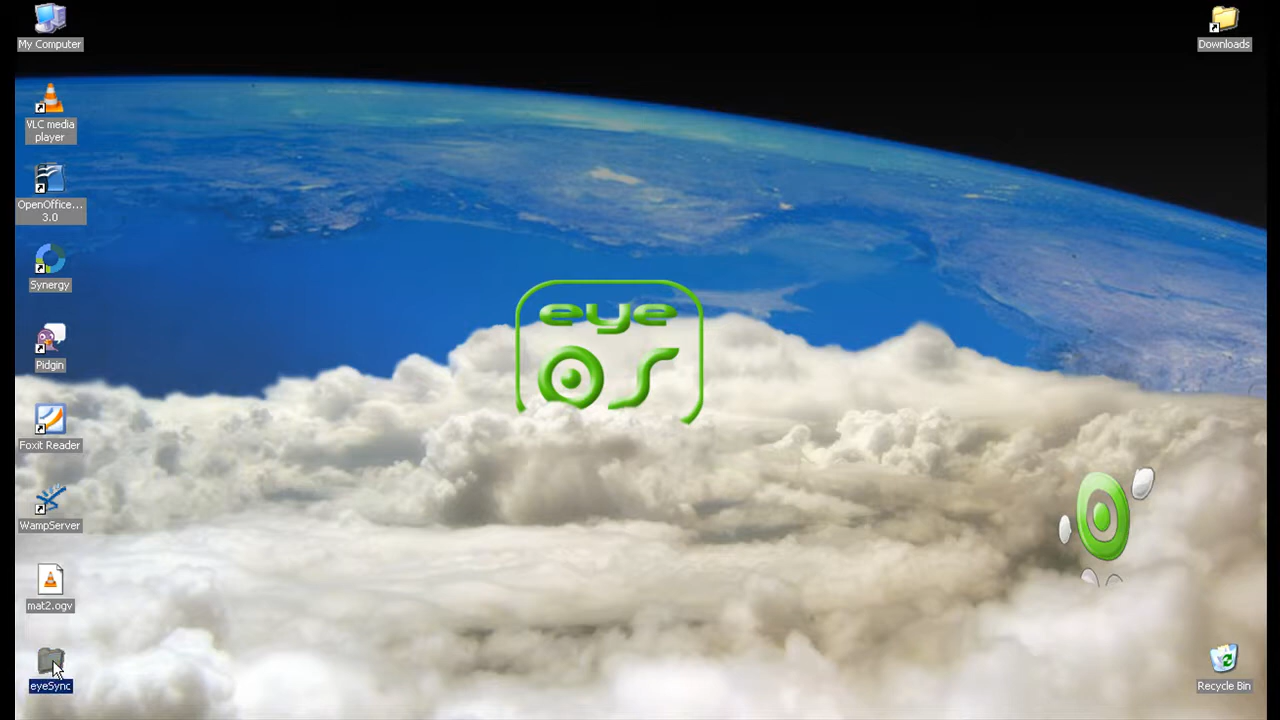 My Computer
Downloads
VLC media
player
OpenOffice...
3.0
Synergy
eye
OS
Pidgin
Foxit Reader
WampServer
mat2.ogv
eyeSync
Recycle Bin